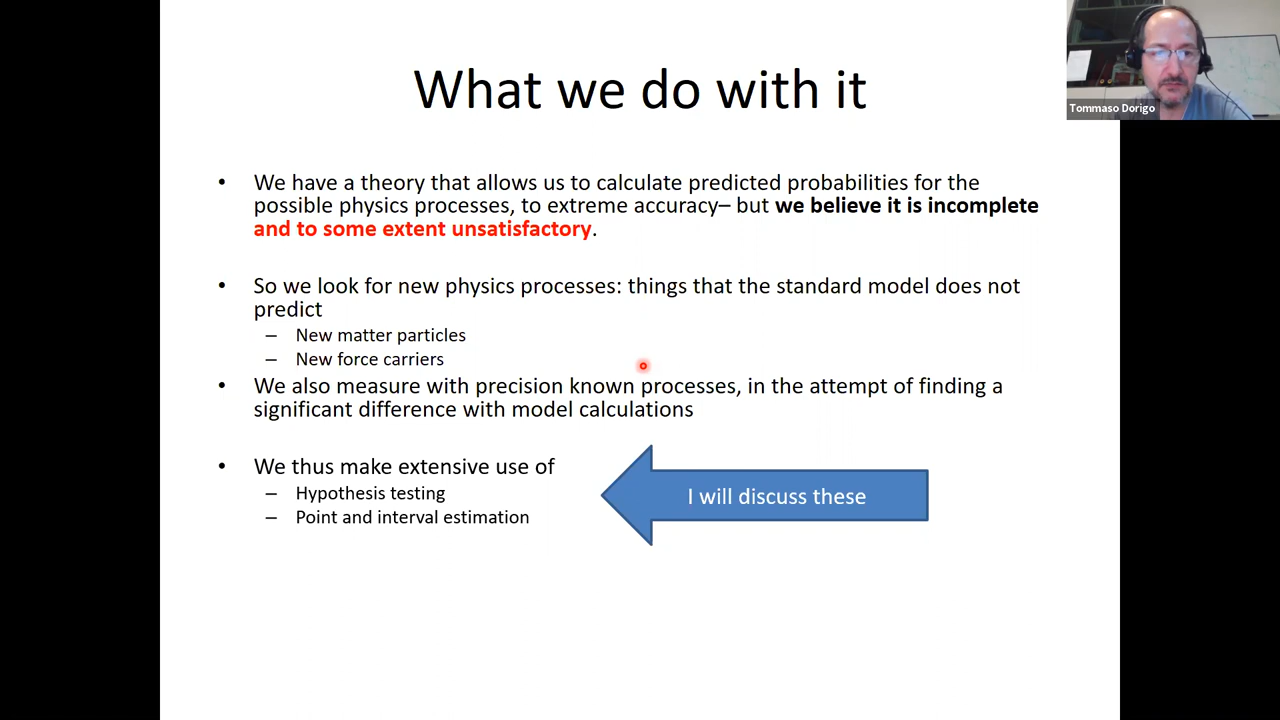 What we do with it
Tommaso Dorigo
• We have a theory that allows us to calculate predicted probabilities for the
possible physics processes, to extreme accuracy– but we believe it is incomplete
and to some extent unsatisfactory.
• So we look for new physics processes: things that the standard model does not
predict
– New matter particles
– New force carriers
• We also measure with precision known processes, in the attempt of finding a
significant difference with model calculations
• We thus make extensive use of
– Hypothesis testing
– Point and interval estimation
I will discuss these